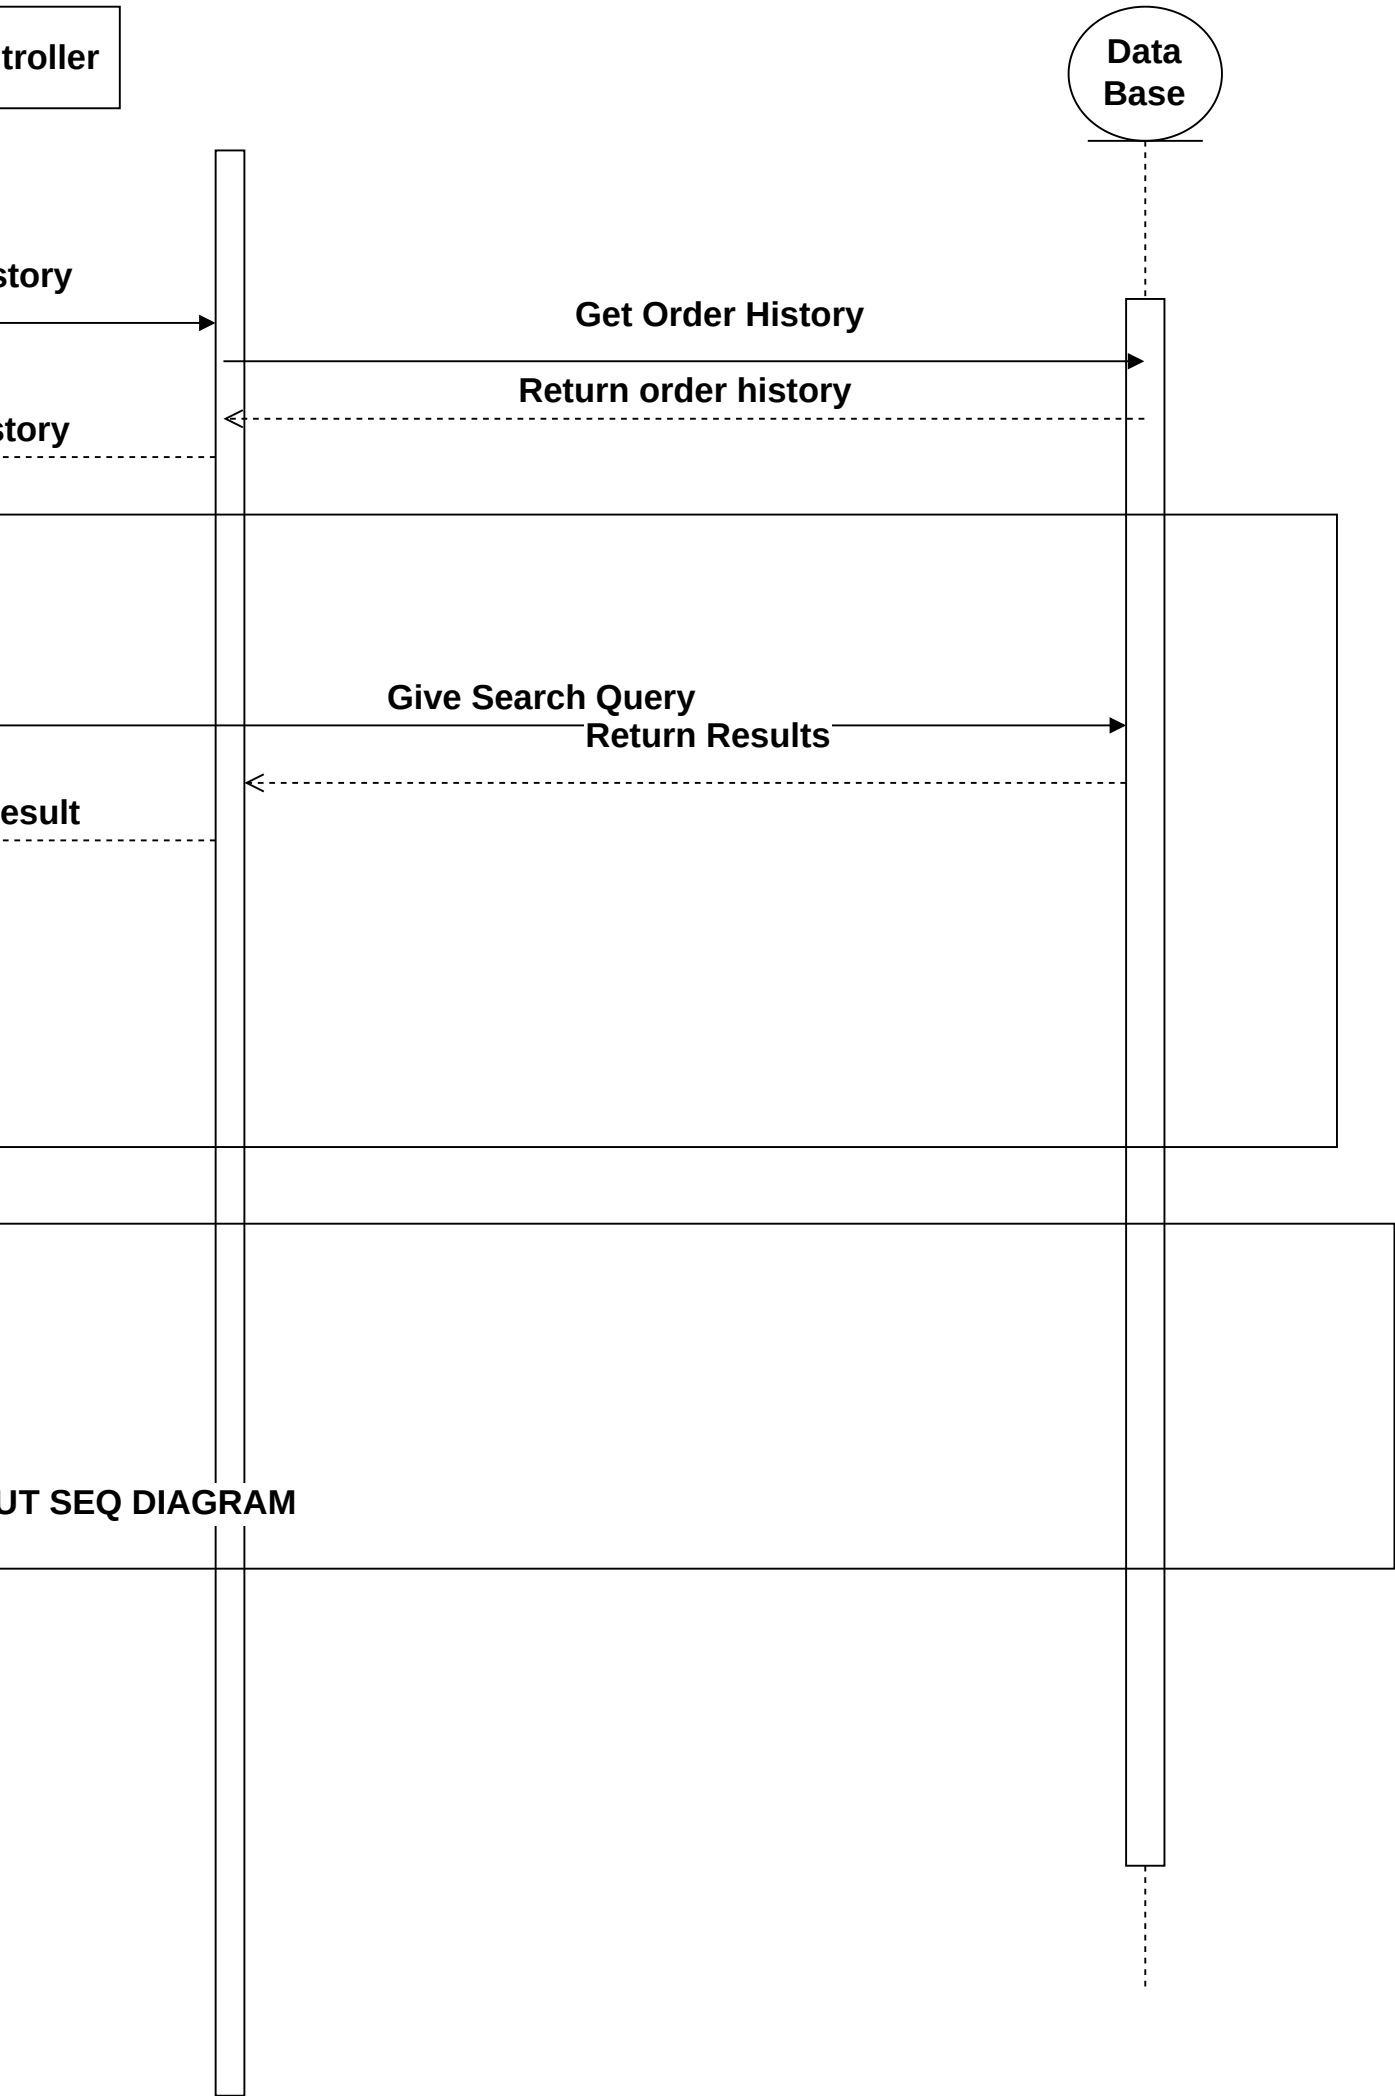 troller
Data
Base
story
Get Order History
Return order history
story
Give Search Query
Return Results
esult
UT SEQ DIAGRAM